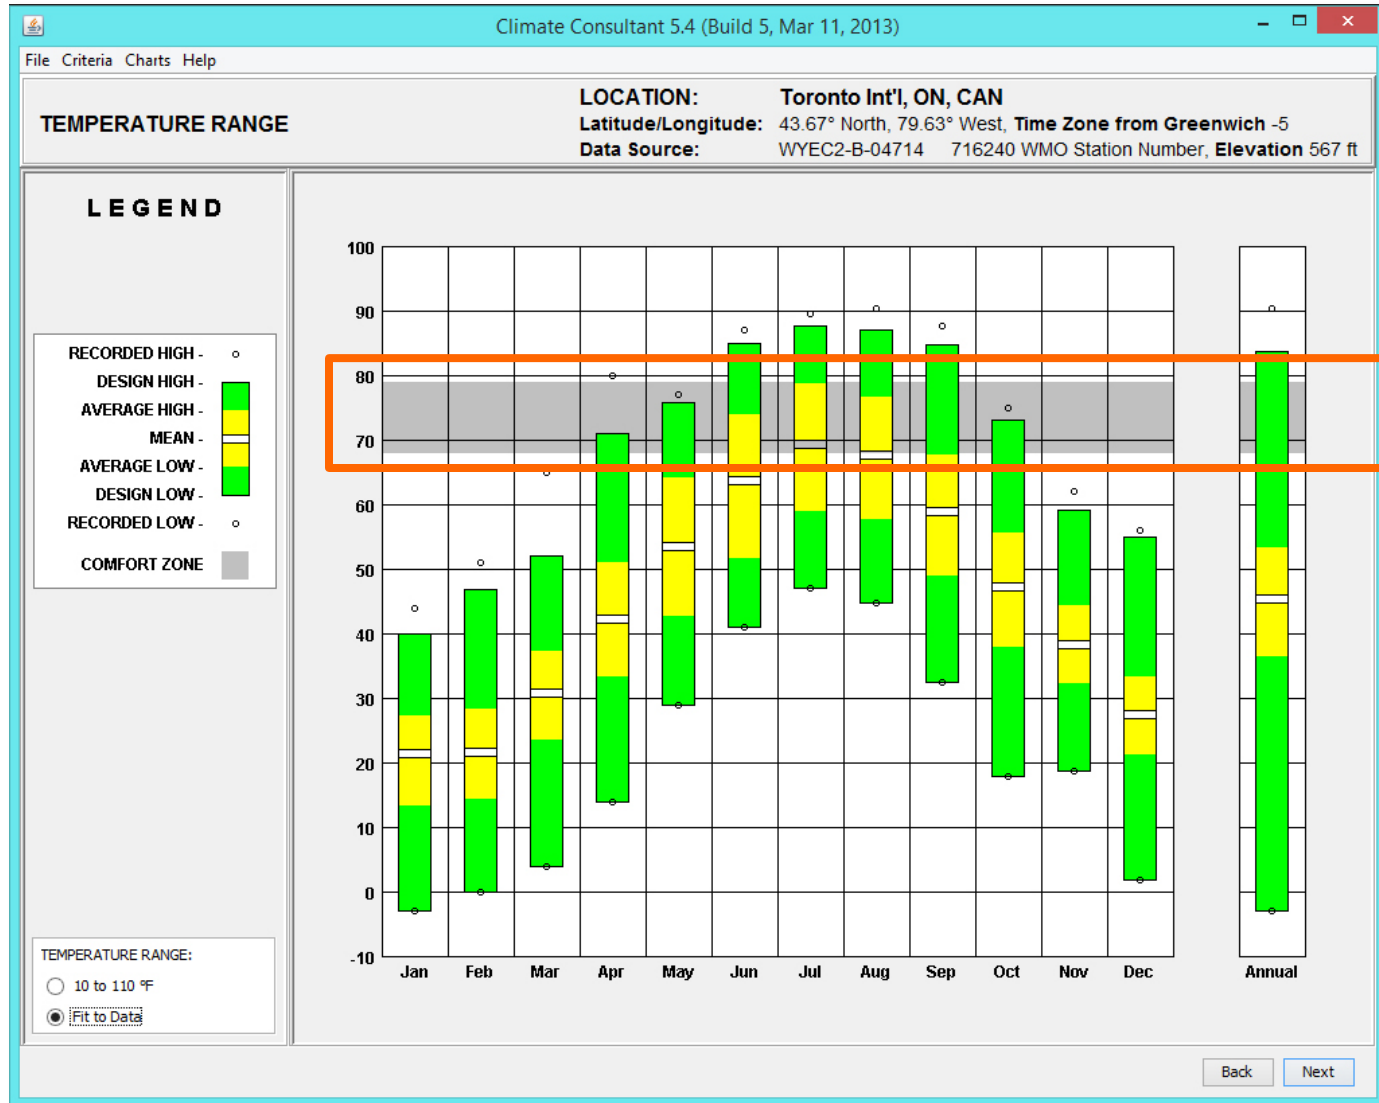 Climate Consultant 5.4 (Build 5, Mar 11, 2013)
File Criteria Charts Help
TEMPERATURE RANGE
LOCATION: Toronto Int'l, ON, CAN
Latitude/Longitude: 43.67° North, 79.63° West, Time Zone from Greenwich -5
Data Source: WYEC2-B-04714 716240 WMO Station Number, Elevation 567 ft
LEGEND
RECORDED HIGH -
DESIGN HIGH -
AVERAGE HIGH -
MEAN -
AVERAGE LOW -
DESIGN LOW -
RECORDED LOW -
COMFORT ZONE
TEMPERATURE RANGE:
10 to 110 °F
Fit to Data
100
90
80
70
60
50
40
30
20
10
0
-10
Jan Feb Mar Apr May Jun Jul Aug Sep Oct Nov Dec Annual
Back Next